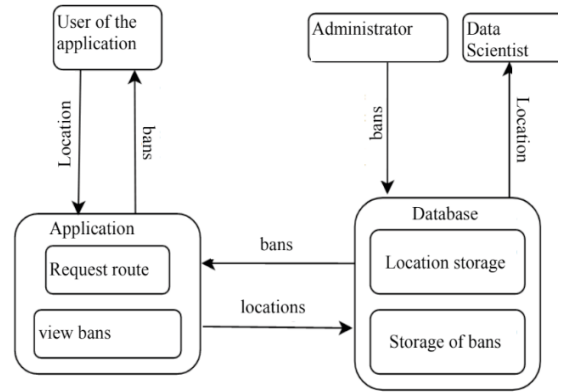 User of the
application
Administrator
Data
Scientist
Location
bans
bans
Location
Application
Request route
view bans
bans
locations
Database
Location storage
Storage of bans